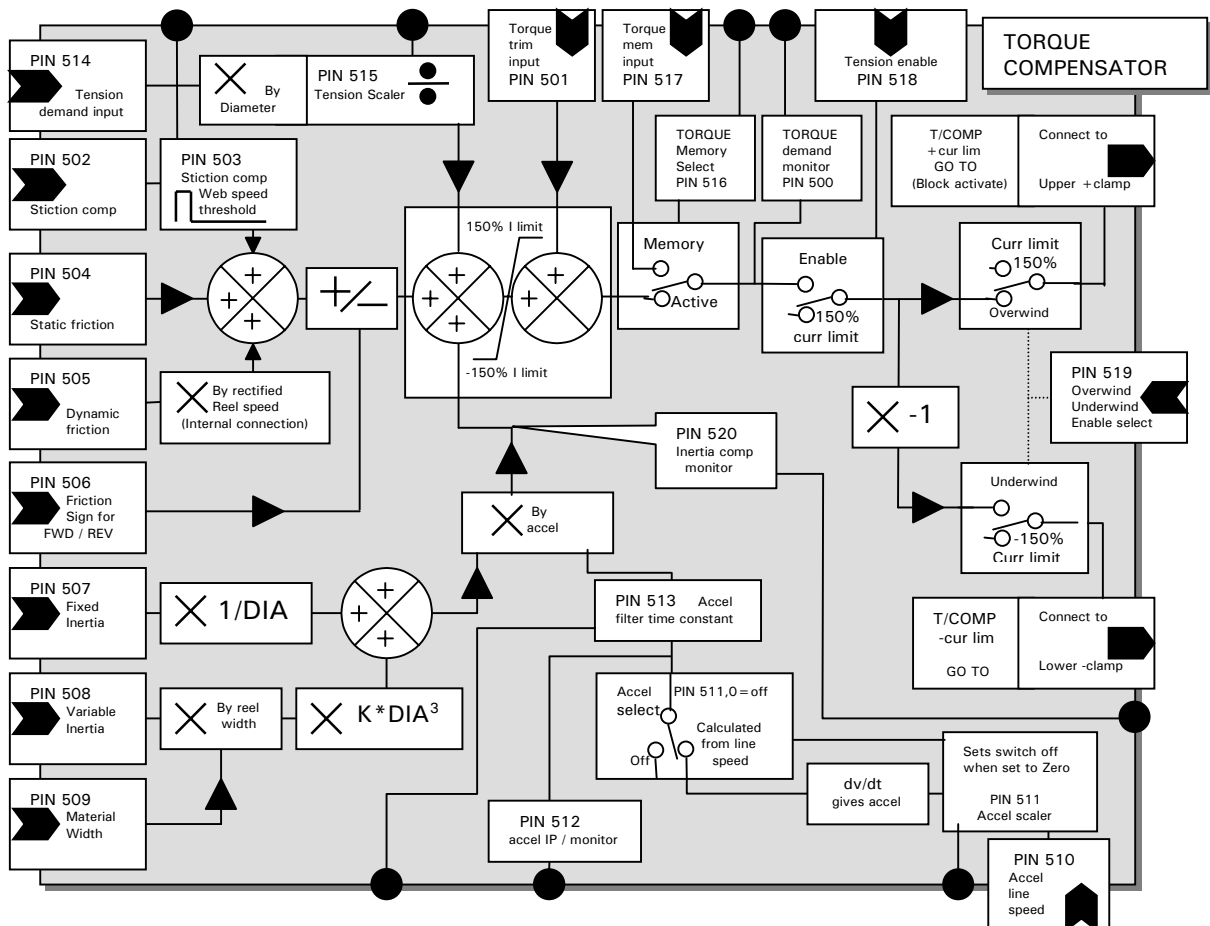 TORQUE
COMPENSATOR
PIN 514
Tension
demand input
By
Diameter
PIN 515
Tension Scaler
Torque
trim
input
PIN 501
Torque
mem
input
PIN 517
Tension enable
PIN 518
PIN 502
Stiction comp
PIN 503
Stiction comp
Web speed
threshold
TORQUE
Memory
Select
PIN 516
TORQUE
demand
monitor
PIN 500
T/COMP
+cur lim
GO TO
(Block activate)
Connect to
Upper +clamp
PIN 504
Static friction
+
+
+
+/-
150% I limit
+
+
+
+
-150% I limit
Memory
Active
Enable
150%
curr limit
Curr limit
150%
Overwind
PIN 505
Dynamic
friction
By rectified
Reel speed
(Internal connection)
PIN 519
Overwind
Underwind
Enable select
-1
PIN 520
Inertia comp
monitor
PIN 506
Friction
Sign for
FWD / REV
By
accel
Underwind
-150%
Curr limit
PIN 507
Fixed
Inertia
1/DIA
+
+
+
PIN 513 Accel
filter time constant
T/COMP
-cur lim
GO TO
Connect to
Lower -clamp
PIN 508
Variable
Inertia
By reel
width
K*DIA³
Accel
select
PIN 511,0=off
Calculated
from line
speed
Off
Sets switch off
when set to Zero
PIN 511
Accel scaler
dv/dt
gives accel
PIN 509
Material
Width
PIN 512
accel IP / monitor
PIN 510
Accel
line
speed